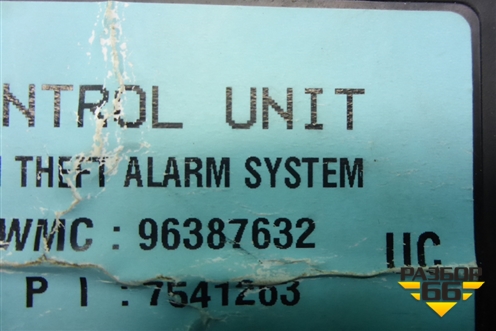 NTROL UNIT
THEFT ALARM SYSTEM
WMC : 96387632
UC
P I : 7541263
РАЗБОР
66